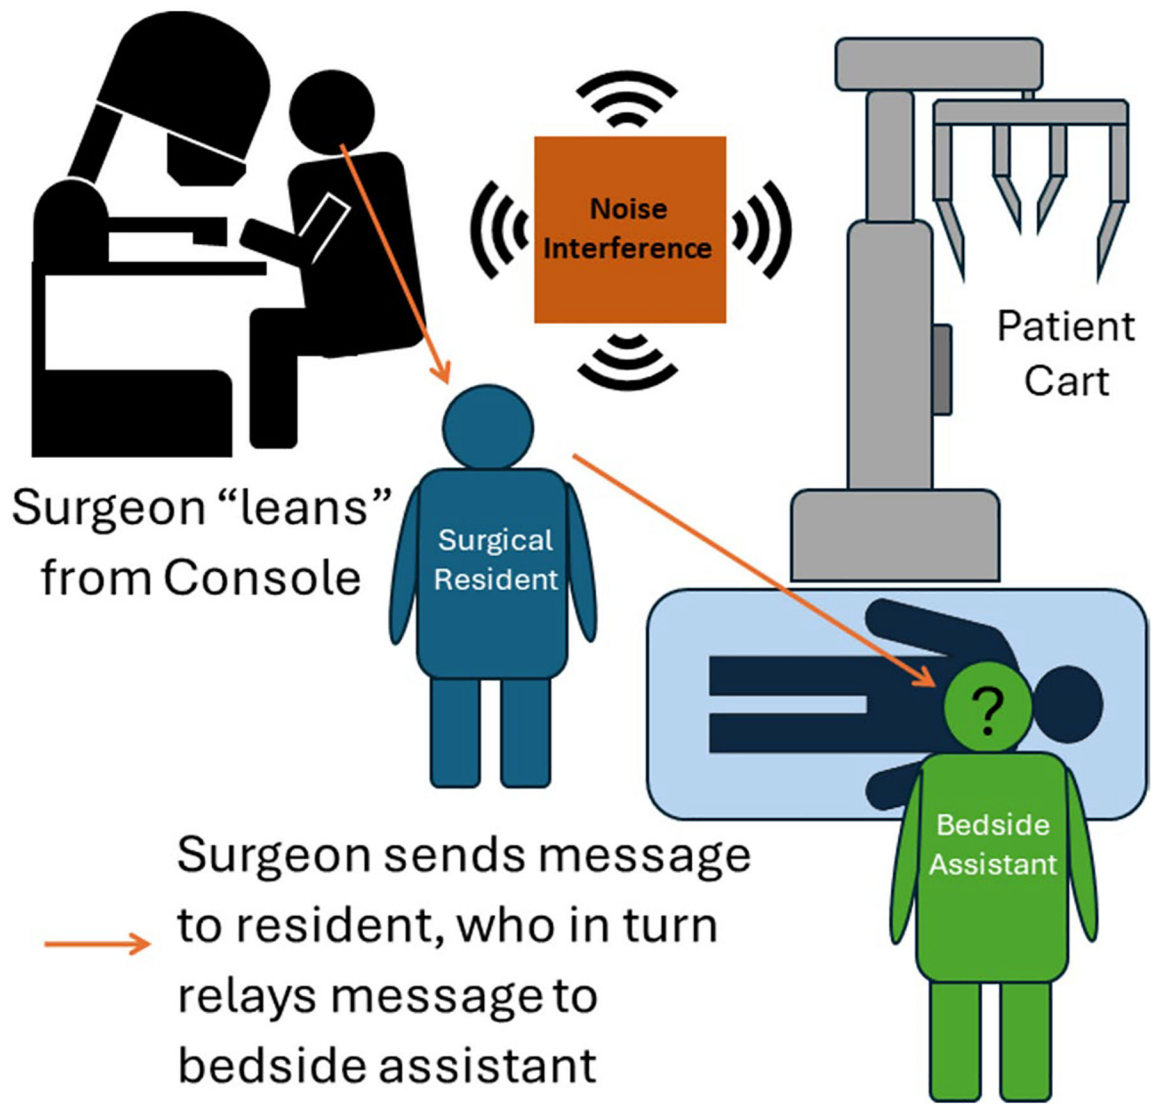 Noise
Interference
Patient
Cart
Surgeon “leans”
from Console
Surgical
Resident
?
Bedside
Assistant
Surgeon sends message
to resident, who in turn
relays message to
bedside assistant